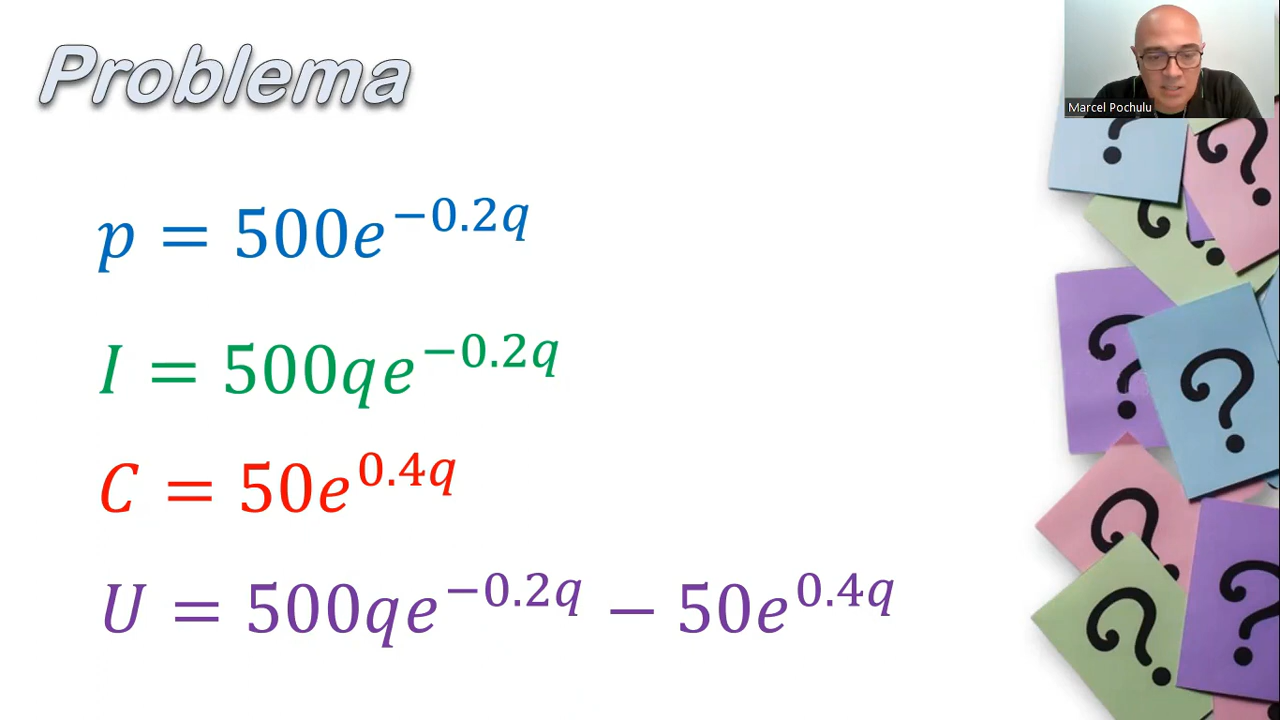 Problema
Marcel Pochulu
p = 500e^{-0.2q}
I = 500qe^{-0.2q}
C = 50e^{0.4q}
U = 500qe^{-0.2q} − 50e^{0.4q}